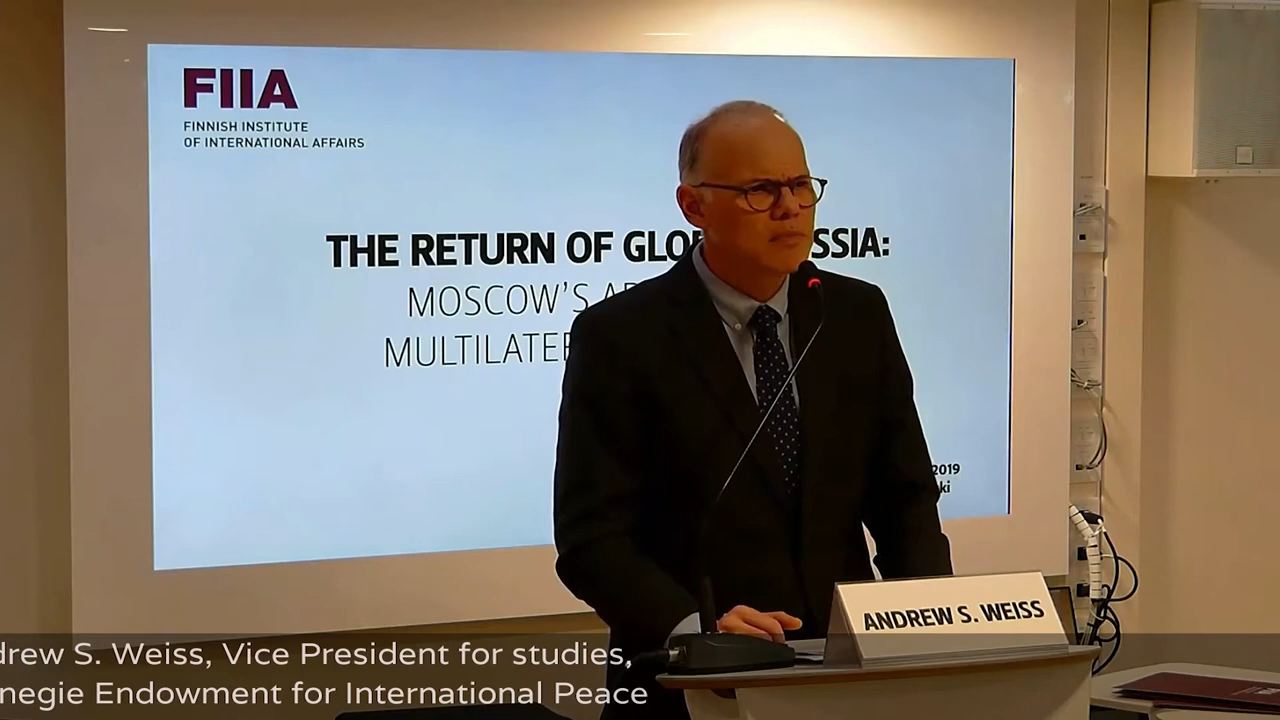 FIIA
FINNISH INSTITUTE
OF INTERNATIONAL AFFAIRS
THE RETURN OF GLO SSIA:
MOSCOW'S
MULTILATER
2019
ki
ANDREW S. WEISS
drew S. Weiss, Vice President for studies,
negie Endowment for International Peace